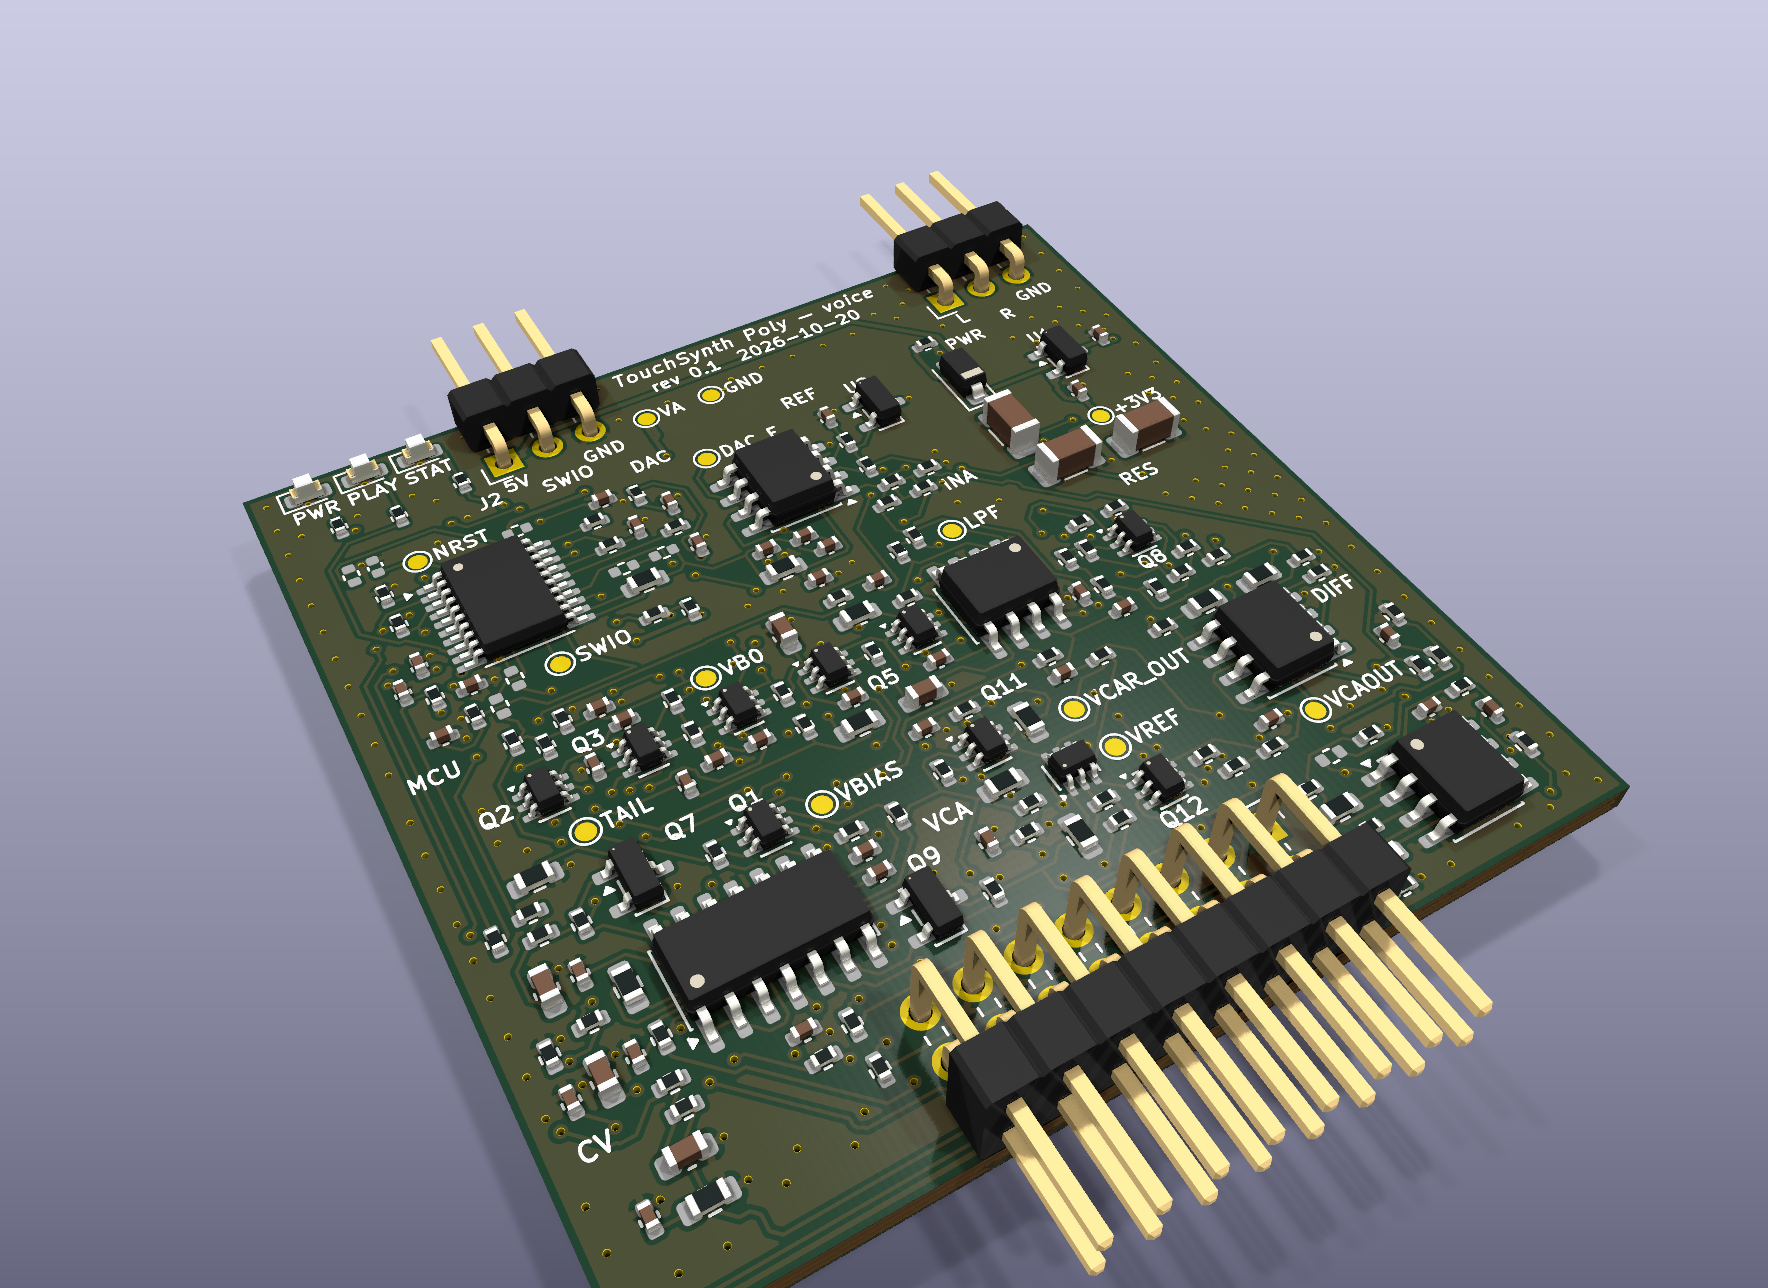 TouchSynth Poly — voice
rev 0.1 2026-10-20
L
R
GND
PWR
GND
VA
REF
+3V3
RES
PWR PLAY STAT
J2
5V
SWIO
GND
DAC
iNA
LPF
NRST
Q8
DIFF
SWIO
VB0
Q5
Q11
VCAR_OUT
VCAOUT
VREF
Q3
MCU
Q2
TAIL
Q7
Q1
VBIAS
VCA
Q12
Q9
CV